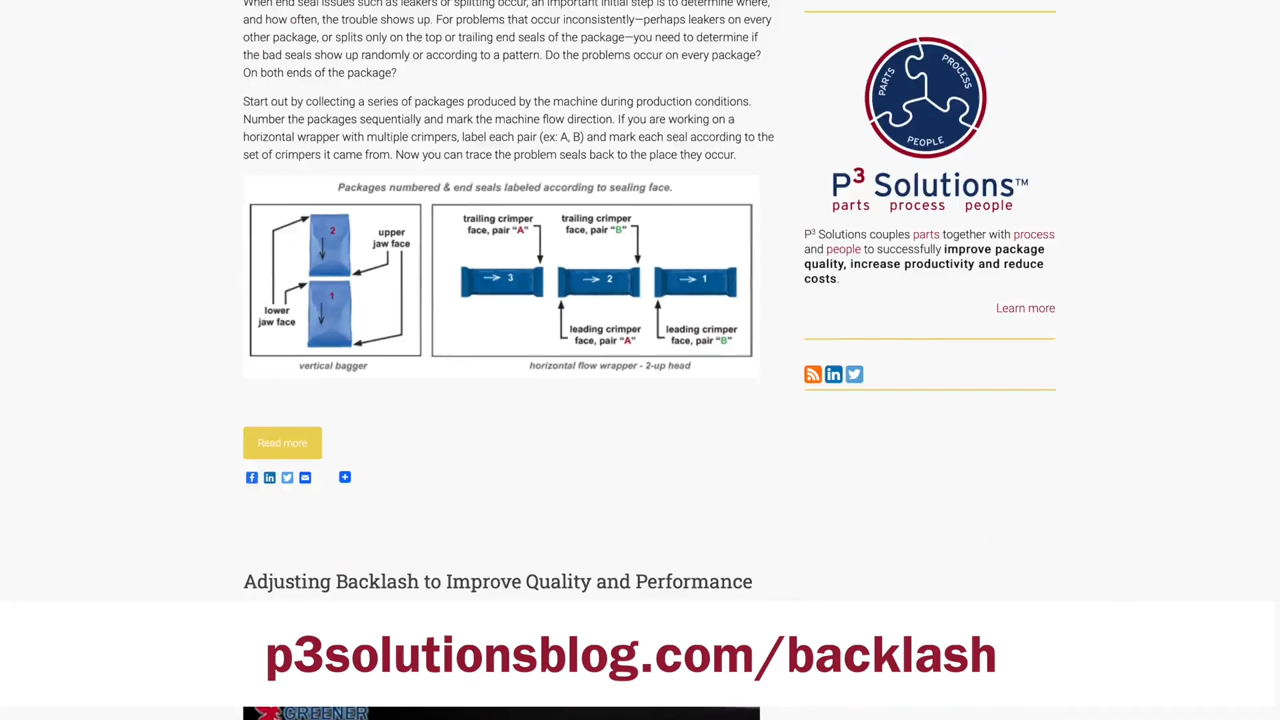 When end seal issues such as leakers or splitting occur, an important initial step is to determine where,
and how often, the trouble shows up. For problems that occur inconsistently—perhaps leakers on every
other package, or splits only on the top or trailing end seals of the package—you need to determine if
the bad seals show up randomly or according to a pattern. Do the problems occur on every package?
On both ends of the package?
Start out by collecting a series of packages produced by the machine during production conditions.
Number the packages sequentially and mark the machine flow direction. If you are working on a
horizontal wrapper with multiple crimpers, label each pair (ex: A, B) and mark each seal according to the
set of crimpers it came from. Now you can trace the problem seals back to the place they occur.
Packages numbered & end seals labeled according to sealing face.
2
upper
jaw face
1
lower
jaw face
vertical bagger
trailing crimper
face, pair "A"
trailing crimper
face, pair "B"
3
2
1
leading crimper
face, pair "A"
leading crimper
face, pair "B"
horizontal flow wrapper - 2-up head
Read more
Adjusting Backlash to Improve Quality and Performance
PARTS
PROCESS
PEOPLE
P3 Solutions™
parts process people
P3 Solutions couples parts together with process
and people to successfully improve package
quality, increase productivity and reduce
costs.
Learn more
p3solutionsblog.com/backlash
GREENER